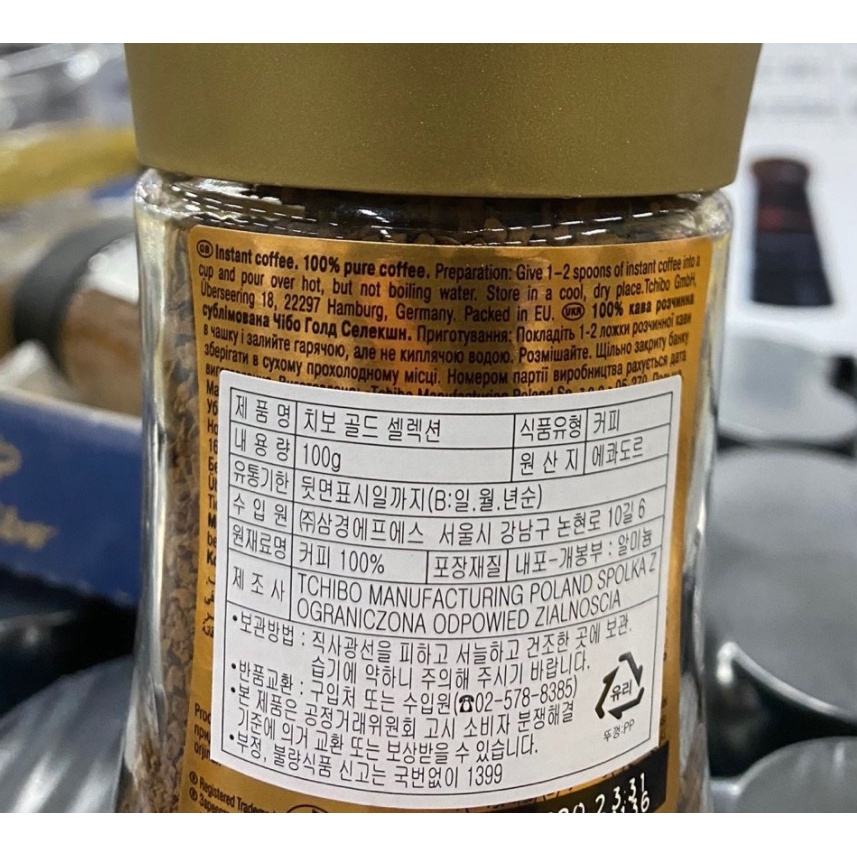 GB Instant coffee. 100% pure coffee. Preparation: Give 1-2 spoons of instant coffee into a
cup and pour over hot, but not boiling water. Store in a cool, dry place. Tchibo GmbH,
Überseering 18, 22297 Hamburg, Germany. Packed in EU. UKR 100% кава розчинна
сублімована Чібо Голд Селекшн. Приготування: Покладіть 1-2 ложки розчинної кави
в чашку і залийте гарячою, але не киплячою водою. Розмішайте. Щільно закриту банку
зберігати в сухому прохолодному місці. Номером партії виробництва рахується дата
제 품 명 치보 골드 셀렉션 식품유형 커피
내 용 량 100g 원 산 지 에콰도르
유통기한 뒷면표시일까지(B:일.월.년순)
수 입 원 ㈜삼경에프에스 서울시 강남구 논현로 10길 6
원재료명 커피 100% 포장재질 내포-개봉부 : 알미늄
제 조 사 TCHIBO MANUFACTURING POLAND SPOLKA Z
OGRANICZONA ODPOWIED ZIALNOSCIA
•보관방법 : 직사광선을 피하고 서늘하고 건조한 곳에 보관.
습기에 약하니 주의해 주시기 바랍니다.
•반품교환 : 구입처 또는 수입원(☎02-578-8385)
•본 제품은 공정거래위원회 고시 소비자 분쟁해결
기준에 의거 교환 또는 보상받을 수 있습니다.
•부정, 불량식품 신고는 국번없이 1399
유리
뚜껑:PP
Registered